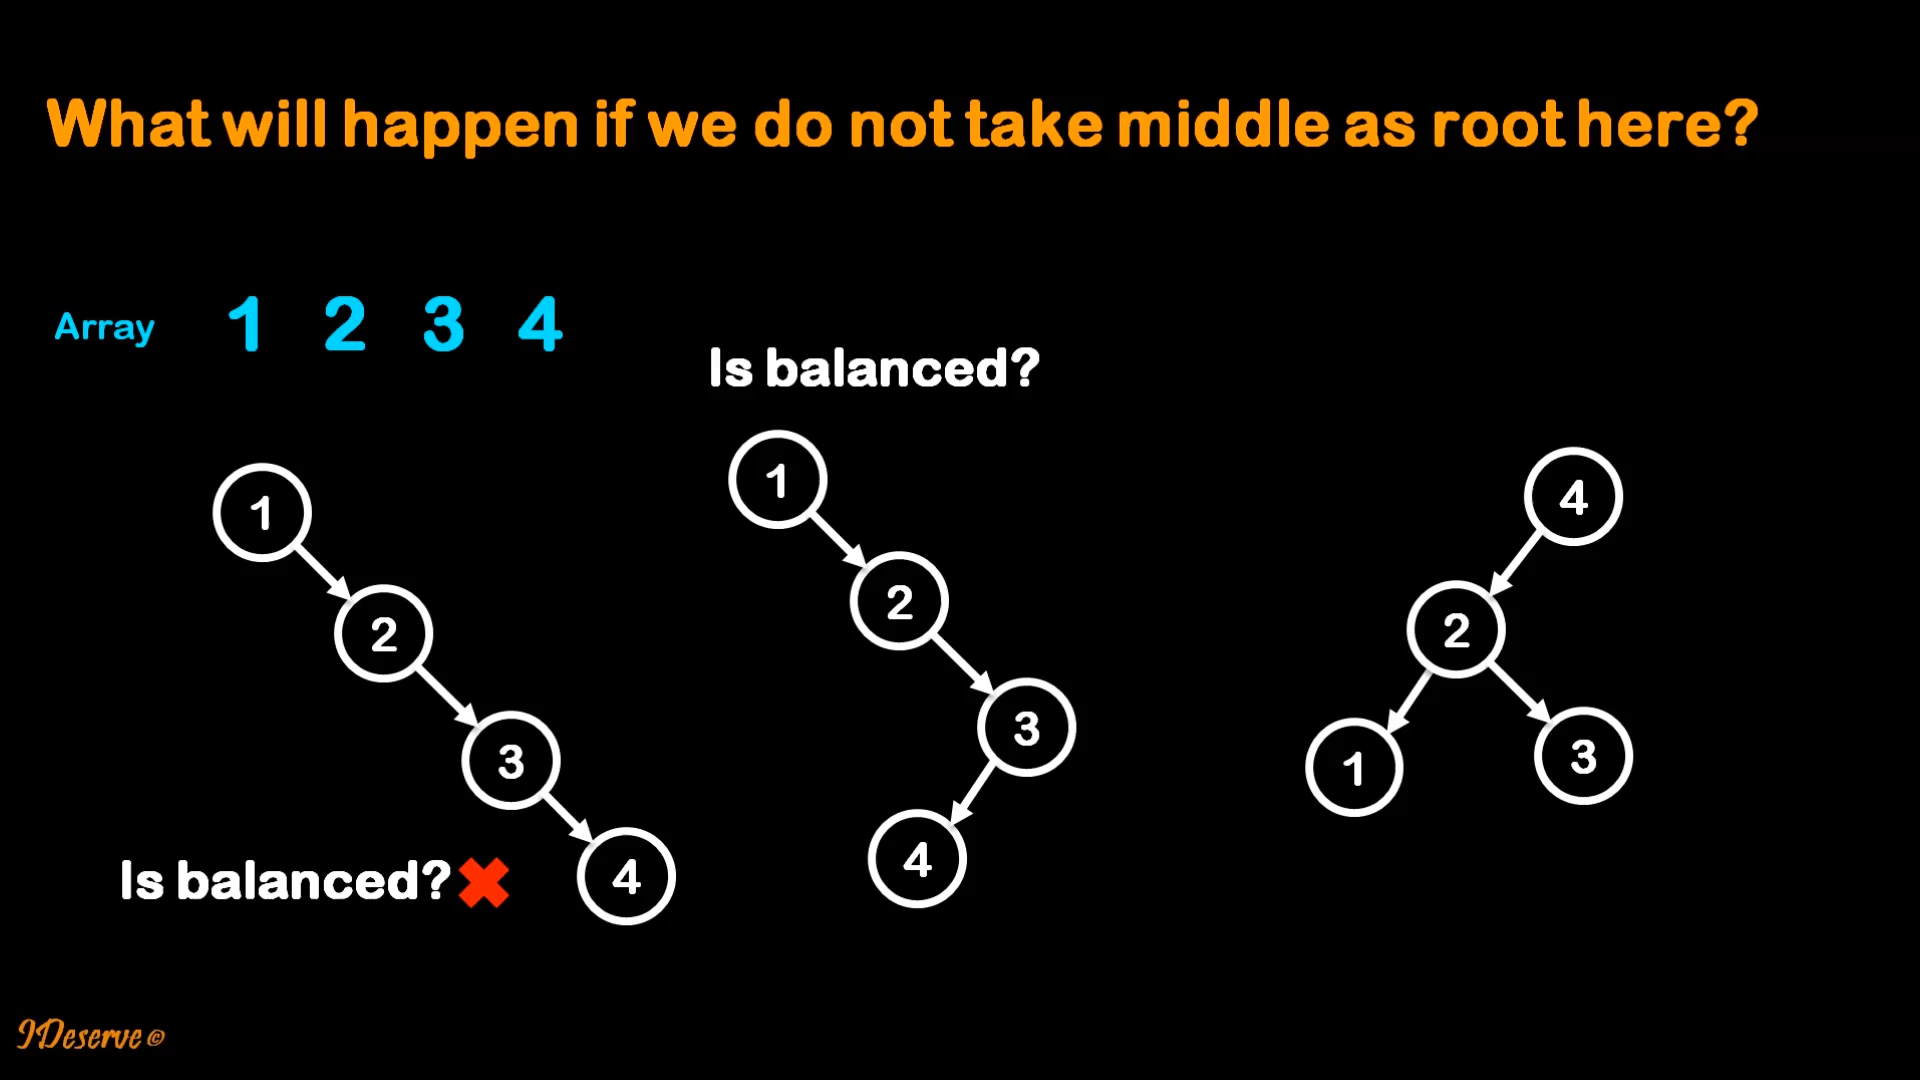 What will happen if we do not take middle as root here?
Array 1 2 3 4
Is balanced?
1
2
3
4
Is balanced?
1
2
3
4
4
2
1
3
IDeserve ©